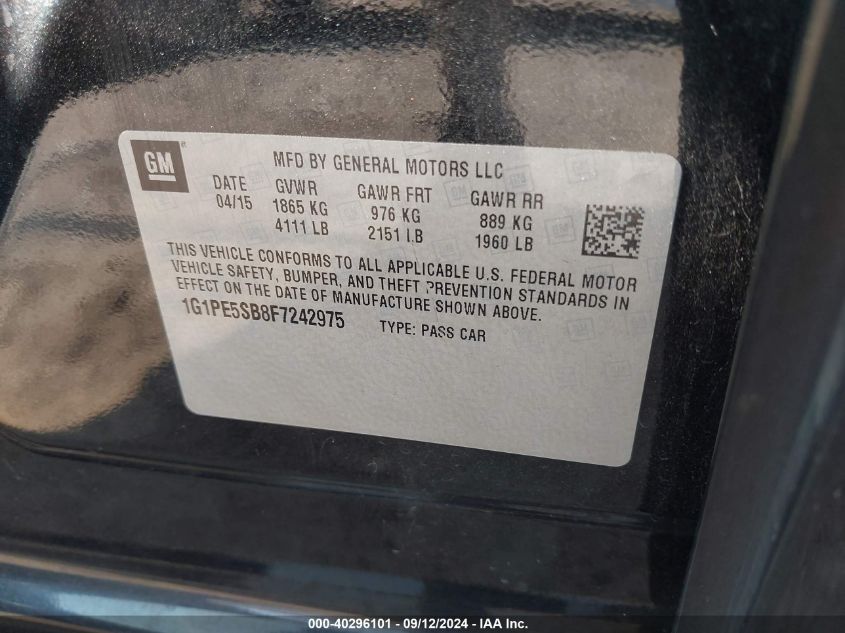 GM
MFD BY GENERAL MOTORS LLC
DATE GVWR GAWR FRT GAWR RR
04/15 1865 KG 976 KG 889 KG
4111 LB 2151 LB 1960 LB
THIS VEHICLE CONFORMS TO ALL APPLICABLE U.S. FEDERAL MOTOR
VEHICLE SAFETY, BUMPER, AND THEFT PREVENTION STANDARDS IN
EFFECT ON THE DATE OF MANUFACTURE SHOWN ABOVE.
1G1PE5SB8F7242975 TYPE: PASS CAR
000-40296101 - 09/12/2024 - IAA Inc.